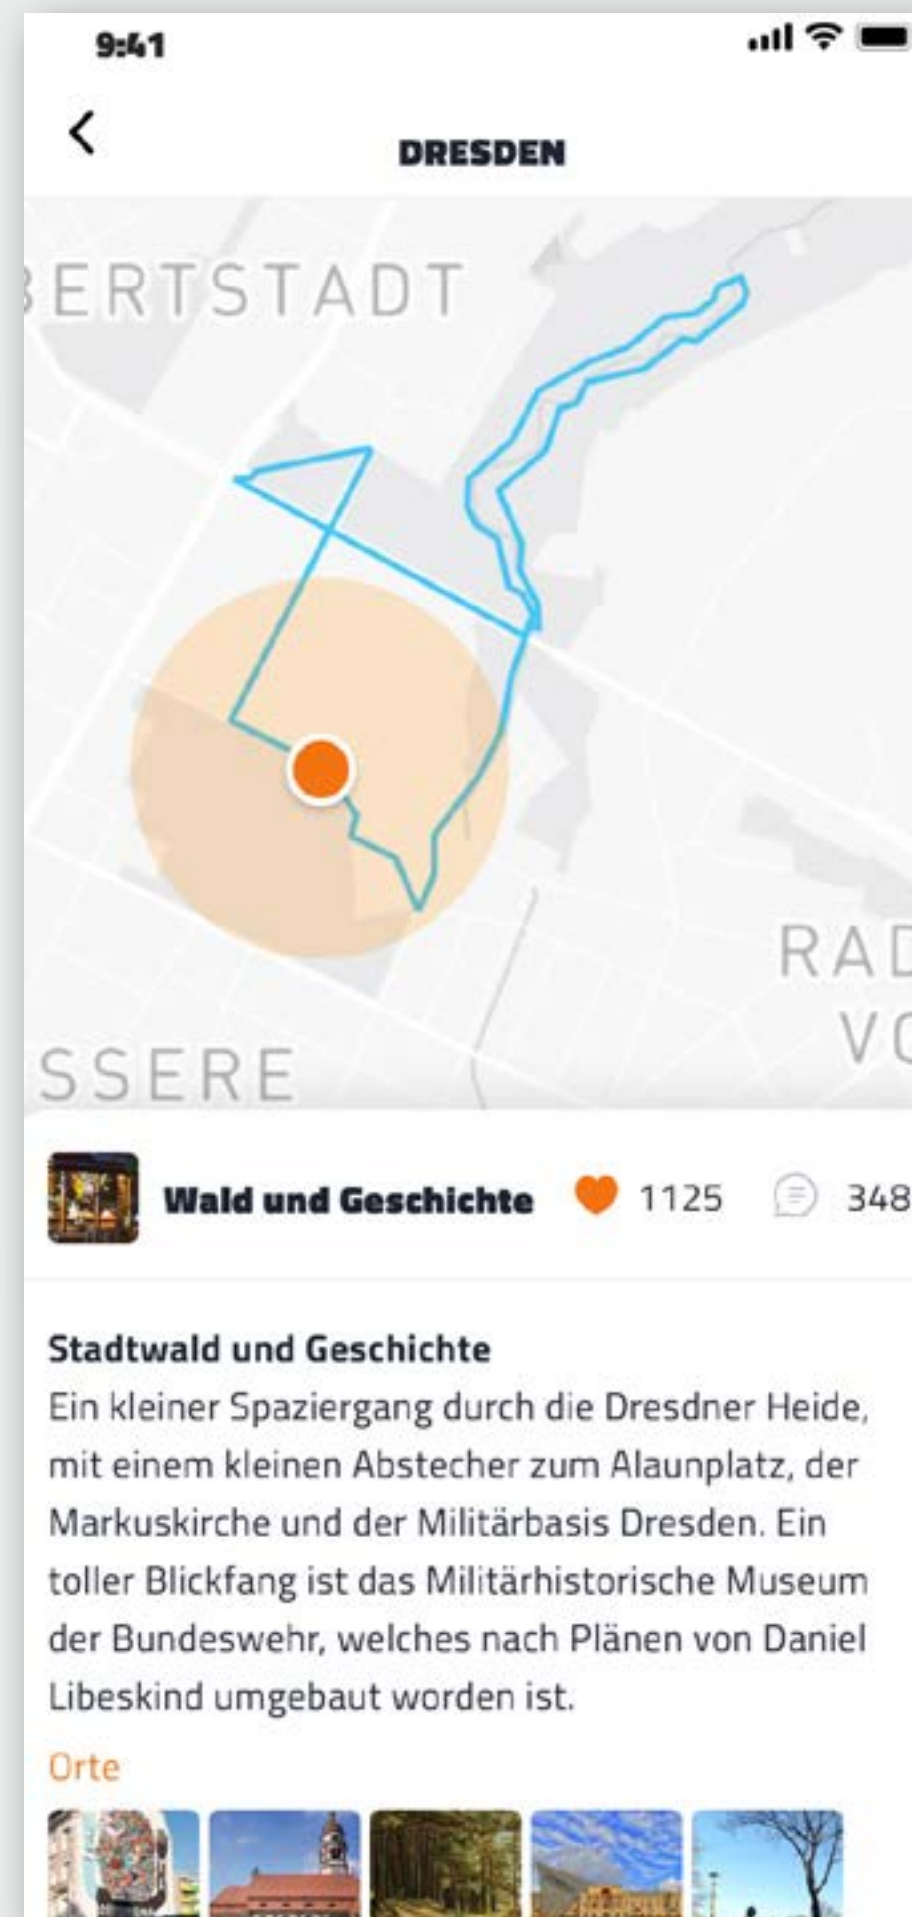 9:41
DRESDEN
BERTSTADT
RAD
VO
SSERE
Wald und Geschichte 1125 348
Stadtwald und Geschichte
Ein kleiner Spaziergang durch die Dresdner Heide,
mit einem kleinen Abstecher zum Alaunplatz, der
Markuskirche und der Militärbasis Dresden. Ein
toller Blickfang ist das Militärhistorische Museum
der Bundeswehr, welches nach Plänen von Daniel
Libeskind umgebaut worden ist.
Orte